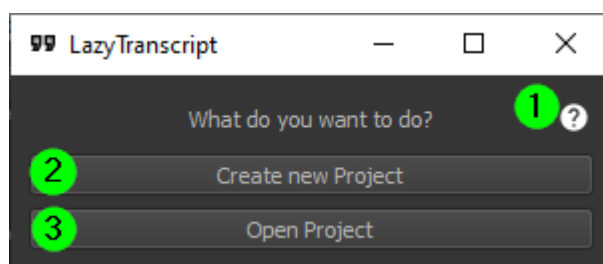 LazyTranscript
What do you want to do? 1 ?
2 Create new Project
3 Open Project